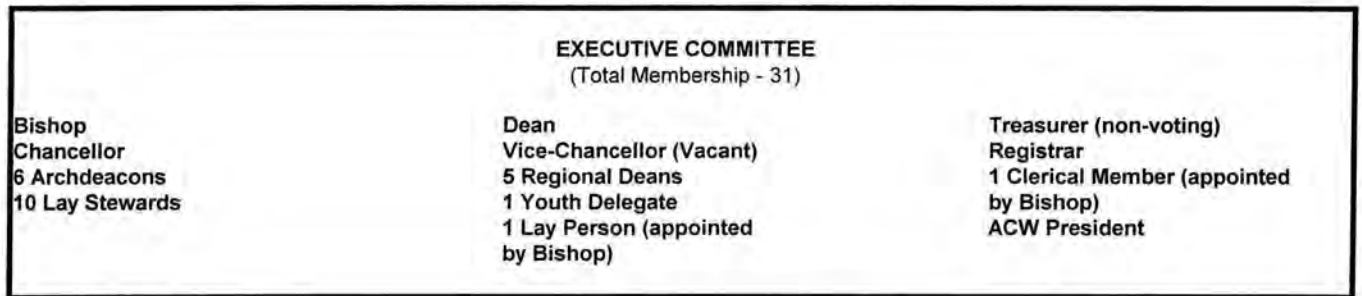 EXECUTIVE COMMITTEE
(Total Membership - 31)
Bishop
Chancellor
6 Archdeacons
10 Lay Stewards
Dean
Vice-Chancellor (Vacant)
5 Regional Deans
1 Youth Delegate
1 Lay Person (appointed
by Bishop)
Treasurer (non-voting)
Registrar
1 Clerical Member (appointed
by Bishop)
ACW President